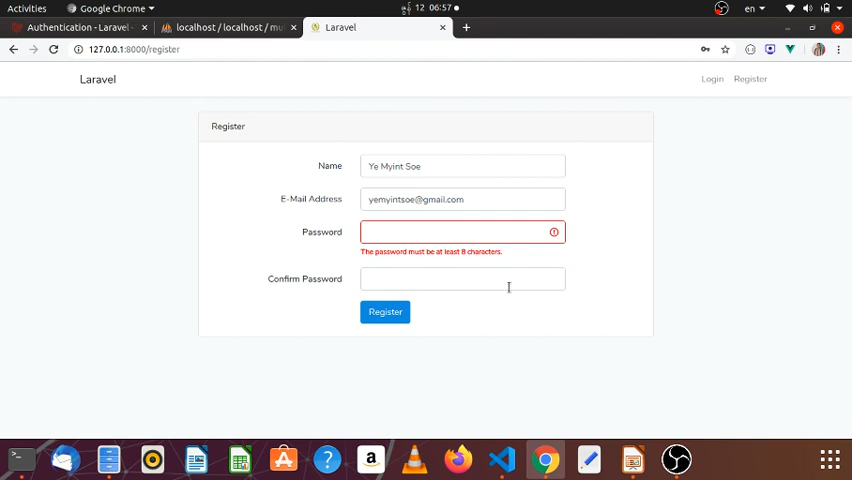 Activities Google Chrome 12 06:57 en
Authentication - Laravel - localhost / localhost / mu Laravel
127.0.0.1:8000/register
Laravel Login Register
Register
Name Ye Myint Soe
E-Mail Address yemyintsoe@gmail.com
Password
The password must be at least 8 characters.
Confirm Password
Register